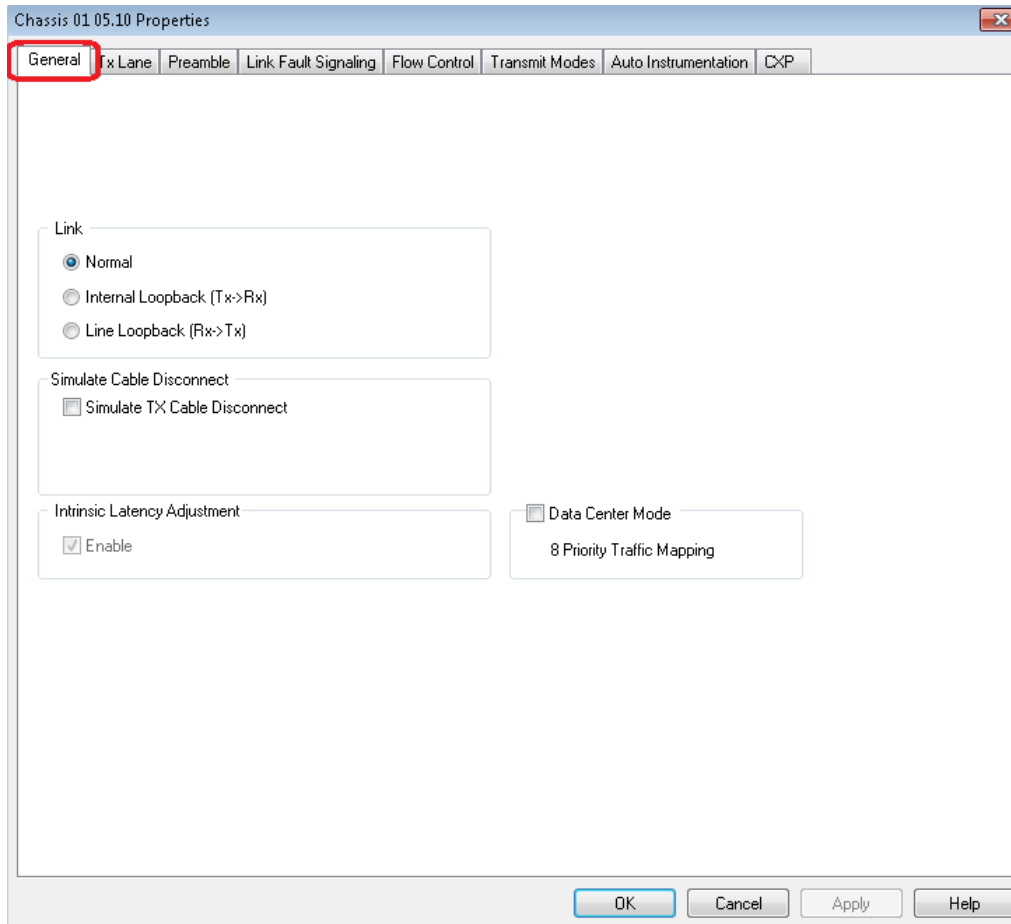 Chassis 01 05.10 Properties
General Tx Lane Preamble Link Fault Signaling Flow Control Transmit Modes Auto Instrumentation CXP
Link
Normal
Internal Loopback (Tx->Rx)
Line Loopback (Rx->Tx)
Simulate Cable Disconnect
Simulate TX Cable Disconnect
Intrinsic Latency Adjustment
Enable
Data Center Mode
8 Priority Traffic Mapping
OK Cancel Apply Help